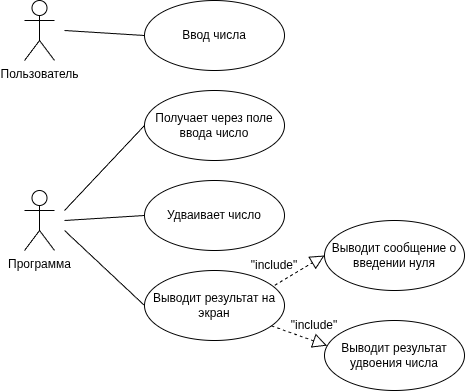 Ввод числа
Пользователь
Получает через поле
ввода число
Удваивает число
Программа
Выводит результат на
экран
"include"
Выводит сообщение о
введении нуля
"include"
Выводит результат
удвоения числа